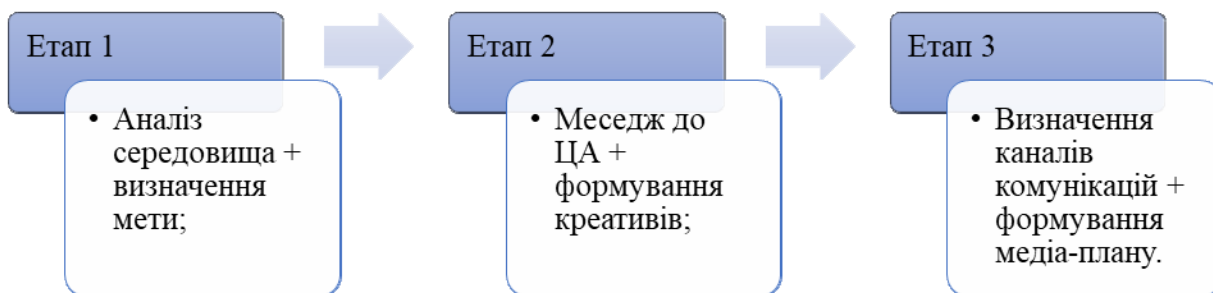 Етап 1
• Аналіз
середовища +
визначення
мети;
Етап 2
• Меседж до
ЦА +
формування
креативів;
Етап 3
• Визначення
каналів
комунікацій +
формування
медіа-плану.